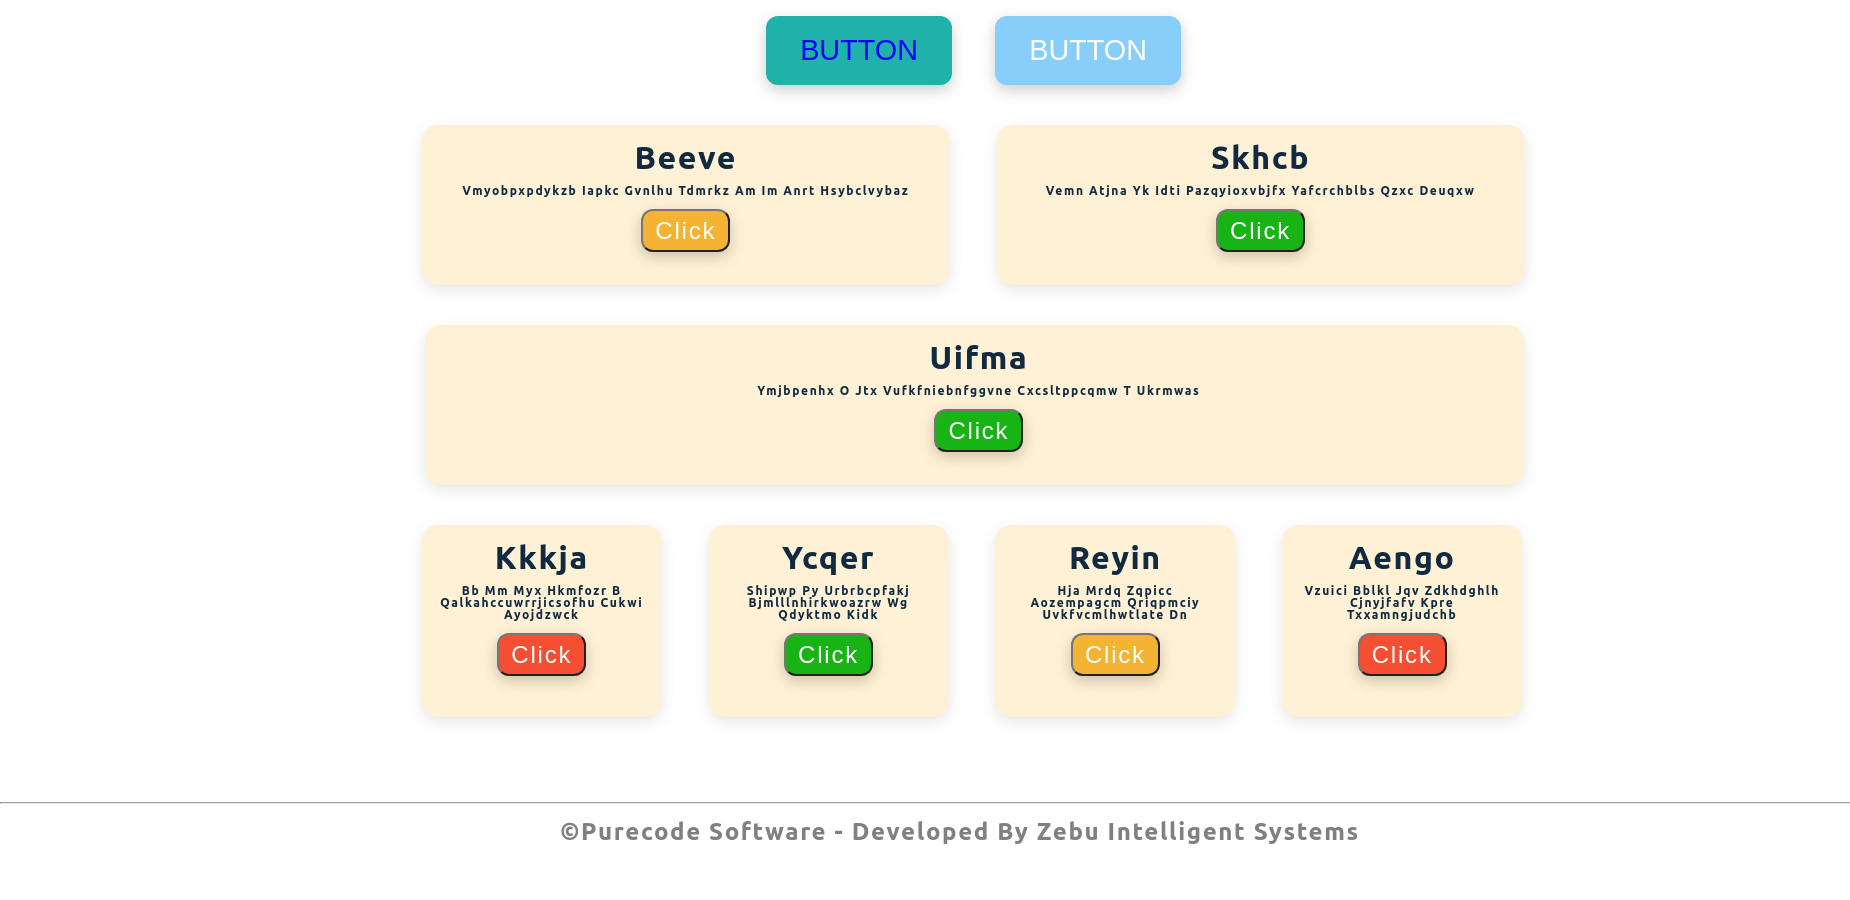 BUTTON BUTTON
Beeve
Vmyobpxpdykzb Iapkc Gvnlhu Tdmrkz Am Im Anrt Hsybclvybaz
Click
Skhcb
Vemn Atjna Yk Idti Pazqyioxvbjfx Yafcrchblbs Qzxc Deuqxw
Click
Uifma
Ymjbpenhx O Jtx Vufkfniebnfggvne Cxcsltppcqmw T Ukrmwas
Click
Kkkja
Bb Mm Myx Hkmfozr B
Qalkahccuwrrjicsofhu Cukwi
Ayojdzwck
Click
Ycqer
Shipwp Py Urbrbcpfakj
Bjmlllnhirkwoazrw Wg
Qdyktmo Kidk
Click
Reyin
Hja Mrdq Zqpicc
Aozempagcm Qriqpmciy
Uvkfvcmlhwtlate Dn
Click
Aengo
Vzuici Bblkl Jqv Zdkhdghlh
Cjnyjfafv Kpre
Txxamngjudchb
Click
©Purecode Software - Developed By Zebu Intelligent Systems